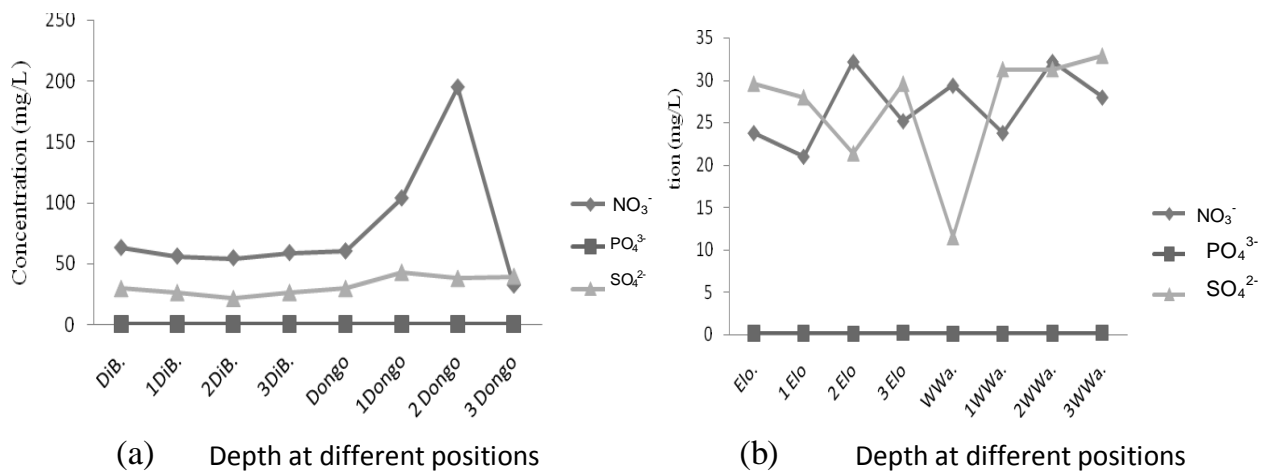 250
200
150
100
50
0
Concentration (mg/L)
DiB.
1DiB.
2DiB.
3DiB.
Dongo
1Dongo
2 Dongo
3 Dongo
NO₃⁻
PO₄³⁻
SO₄²⁻
(a) Depth at different positions
35
30
25
20
15
10
5
0
tion (mg/L)
Elo.
1 Elo
2 Elo
3 Elo
WWa.
1WWa.
2WWa.
3WWa.
NO₃⁻
PO₄³⁻
SO₄²⁻
(b) Depth at different positions